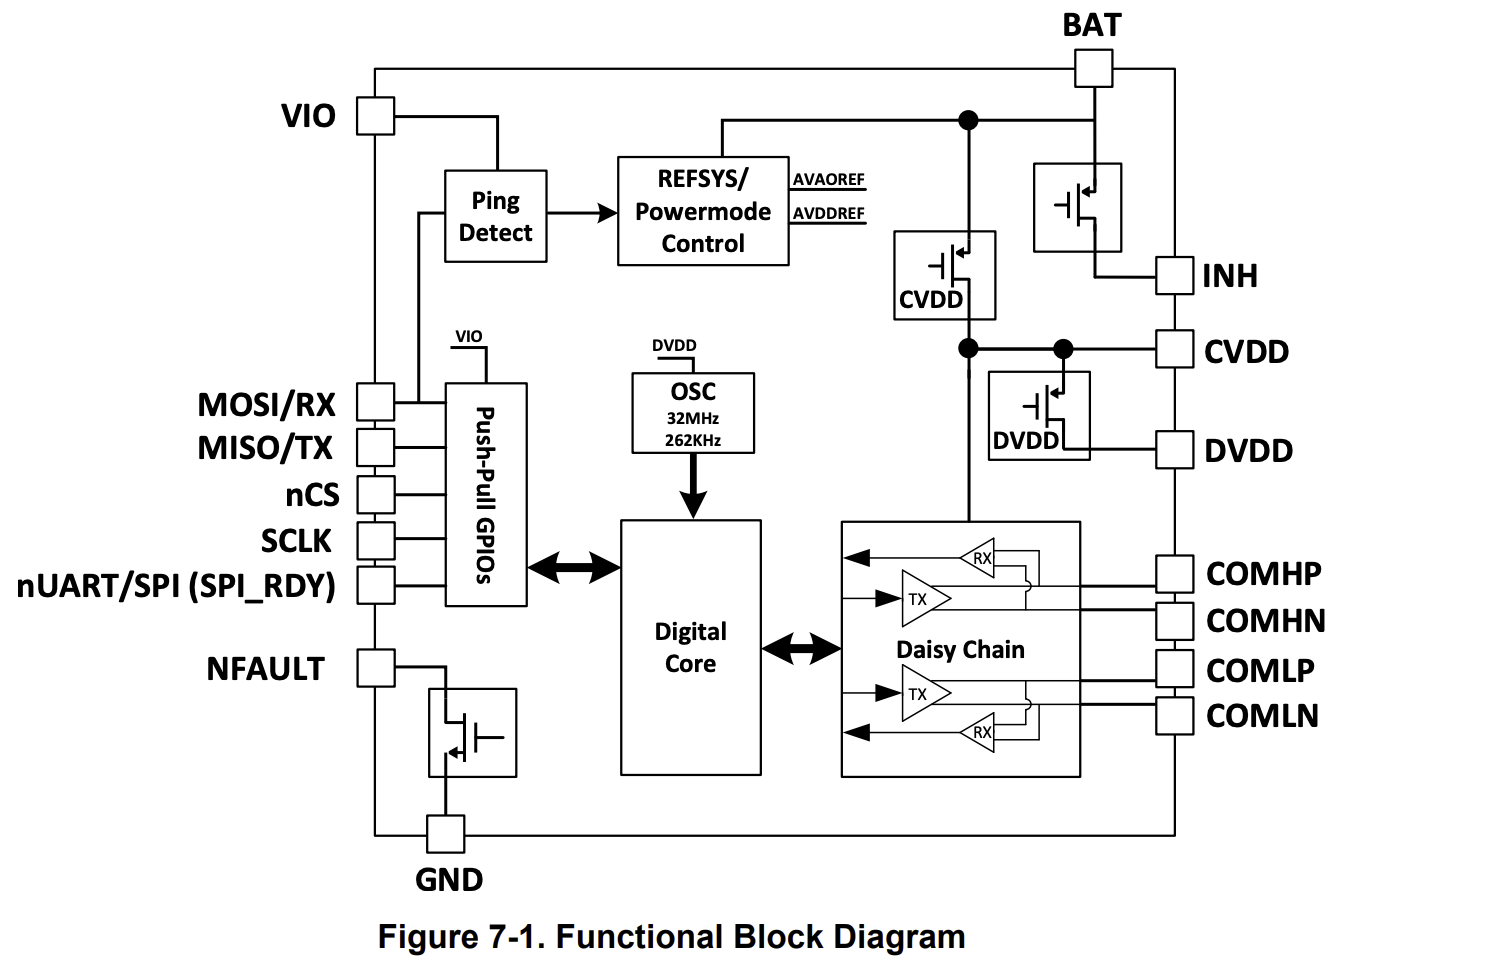 BAT
VIO
REFSYS/
Powermode
Control
AVAOREF
AVDDREF
Ping
Detect
CVDD
INH
CVDD
DVDD
DVDD
VIO
DVDD
OSC
32MHz
262KHz
MOSI/RX
MISO/TX
nCS
SCLK
nUART/SPI (SPI_RDY)
Push-Pull GPIOs
NFAULT
Digital
Core
RX
TX
Daisy Chain
TX
RX
COMHP
COMHN
COMLP
COMLN
GND
Figure 7-1. Functional Block Diagram